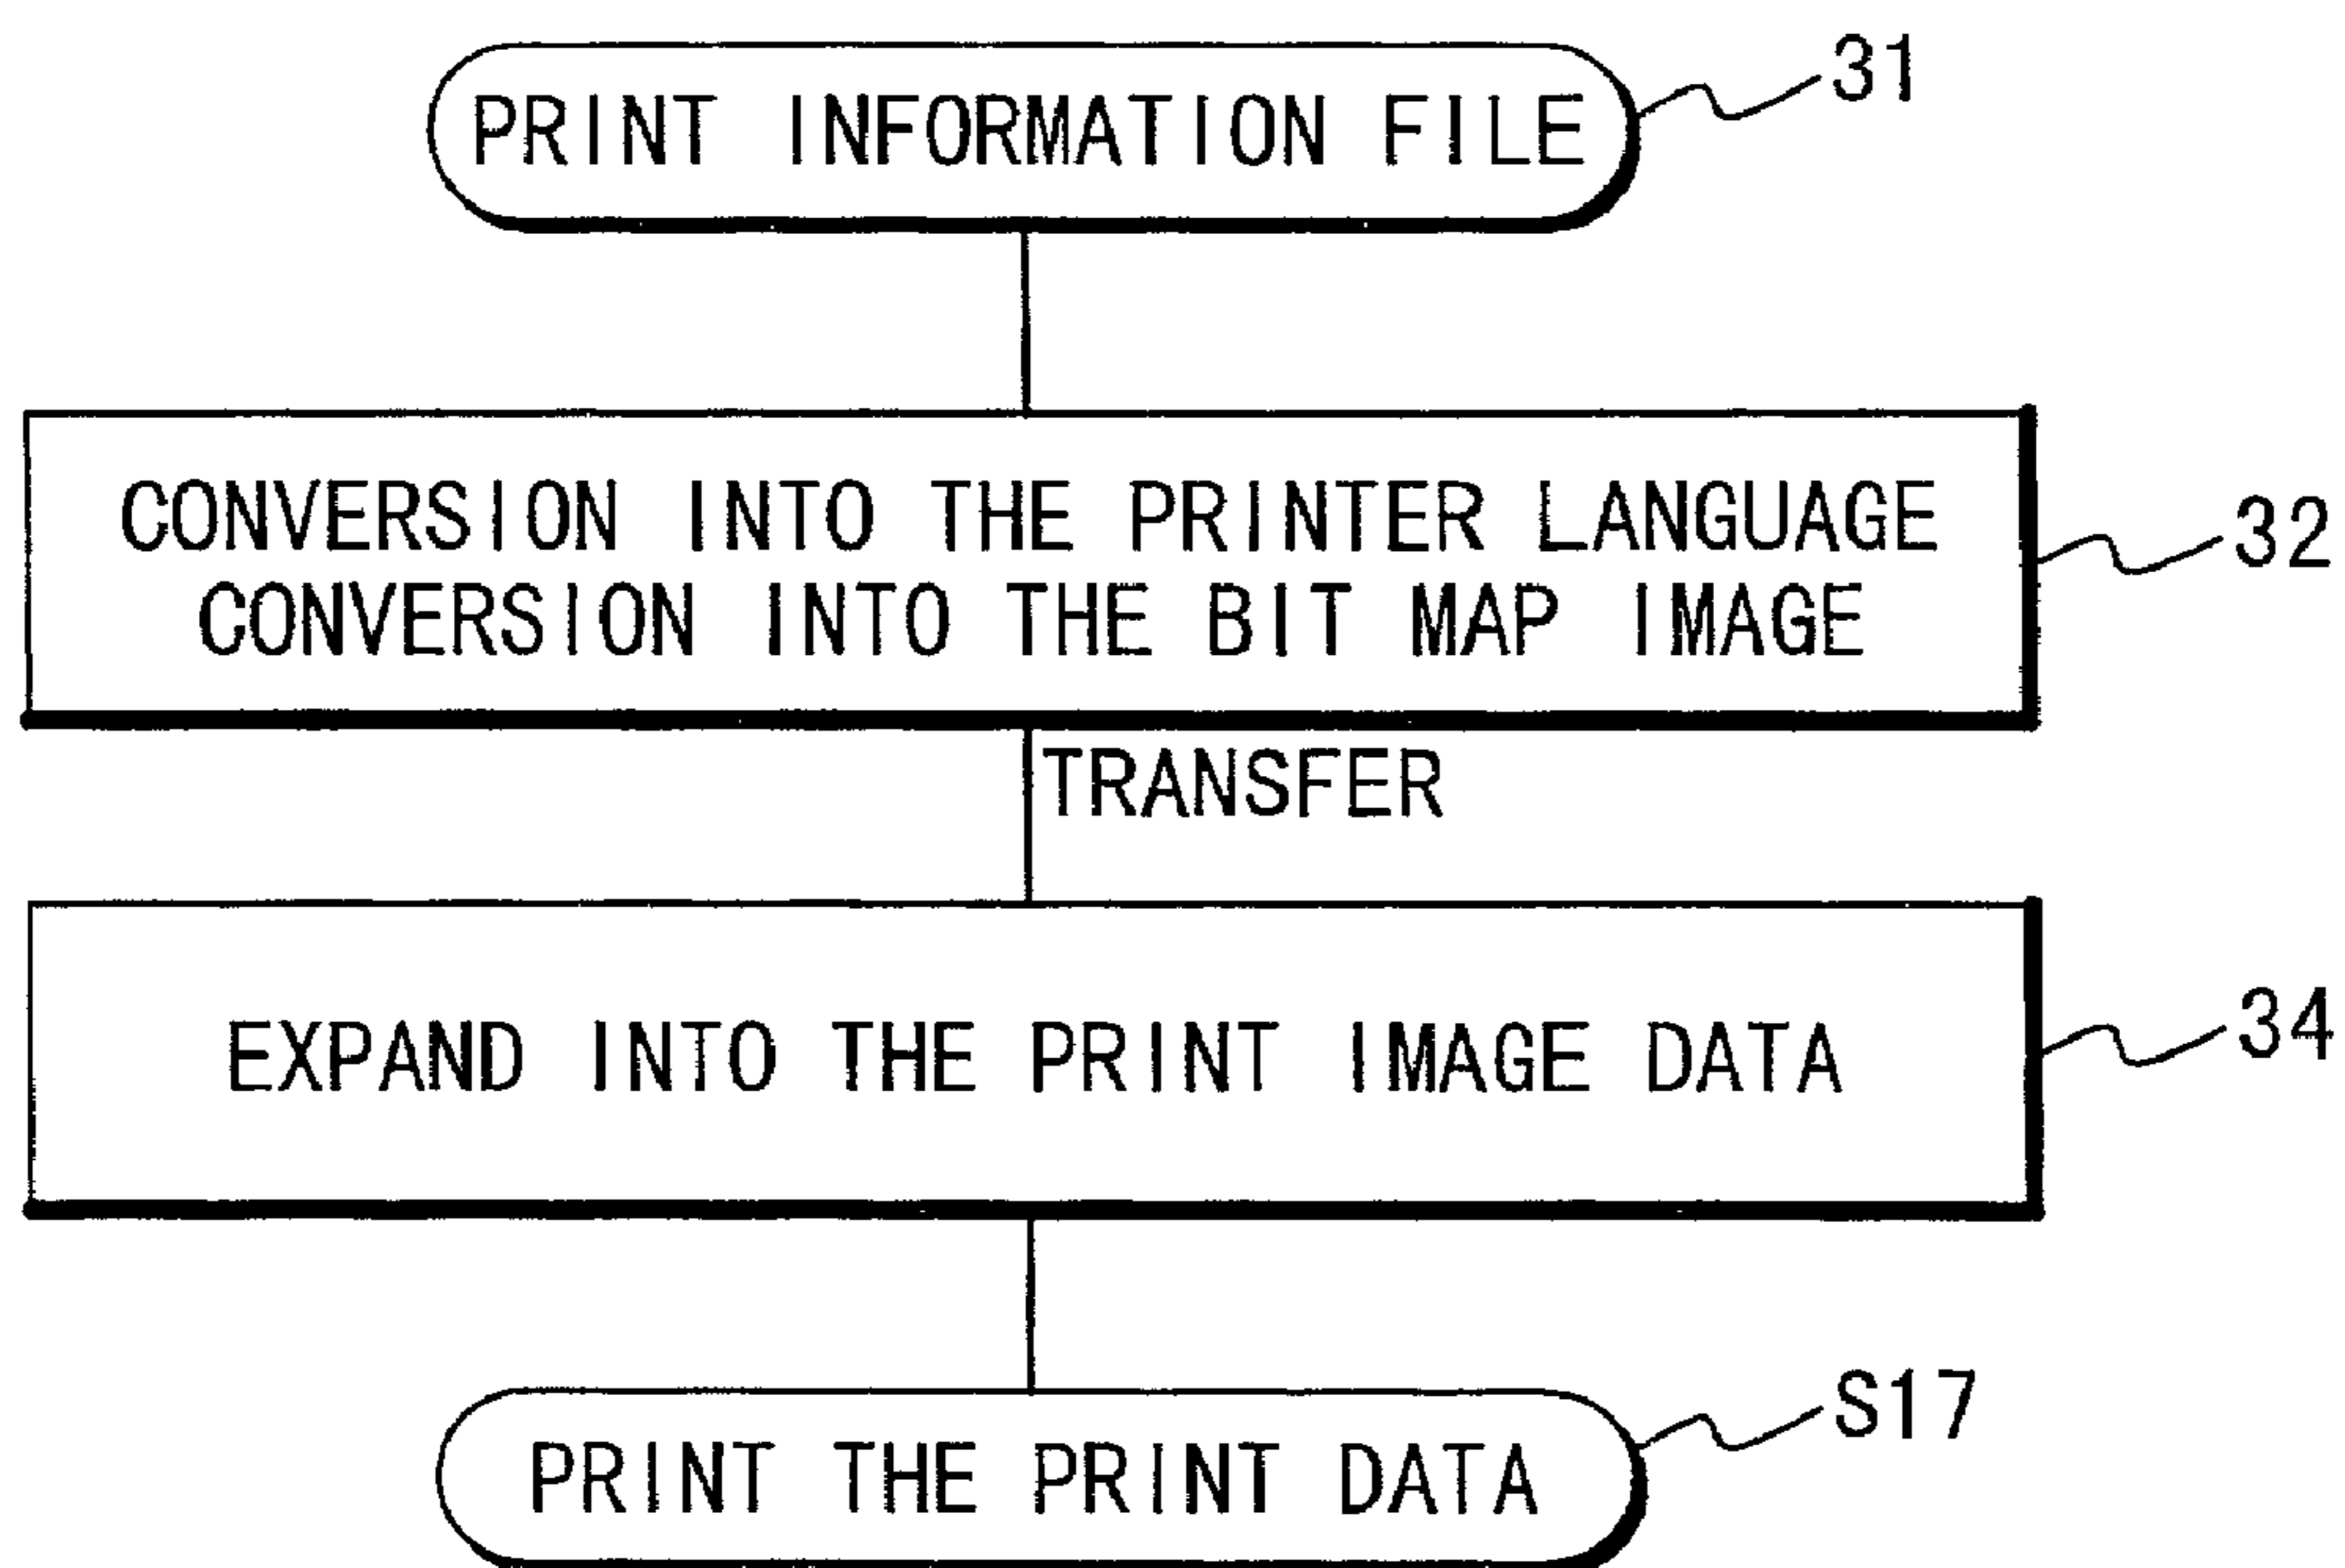 PRINT INFORMATION FILE
31
CONVERSION INTO THE PRINTER LANGUAGE
CONVERSION INTO THE BIT MAP IMAGE
32
TRANSFER
EXPAND INTO THE PRINT IMAGE DATA
34
PRINT THE PRINT DATA
S17